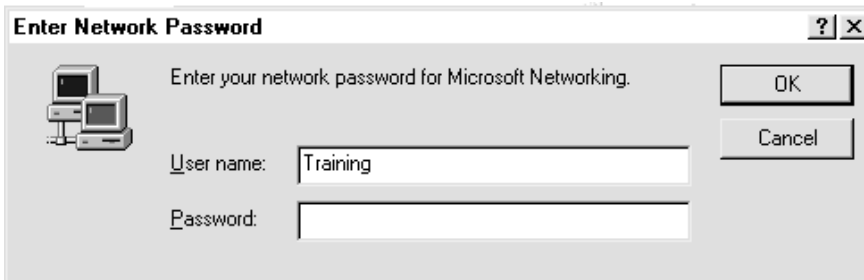 Enter Network Password
Enter your network password for Microsoft Networking.
OK
Cancel
User name: Training
Password: